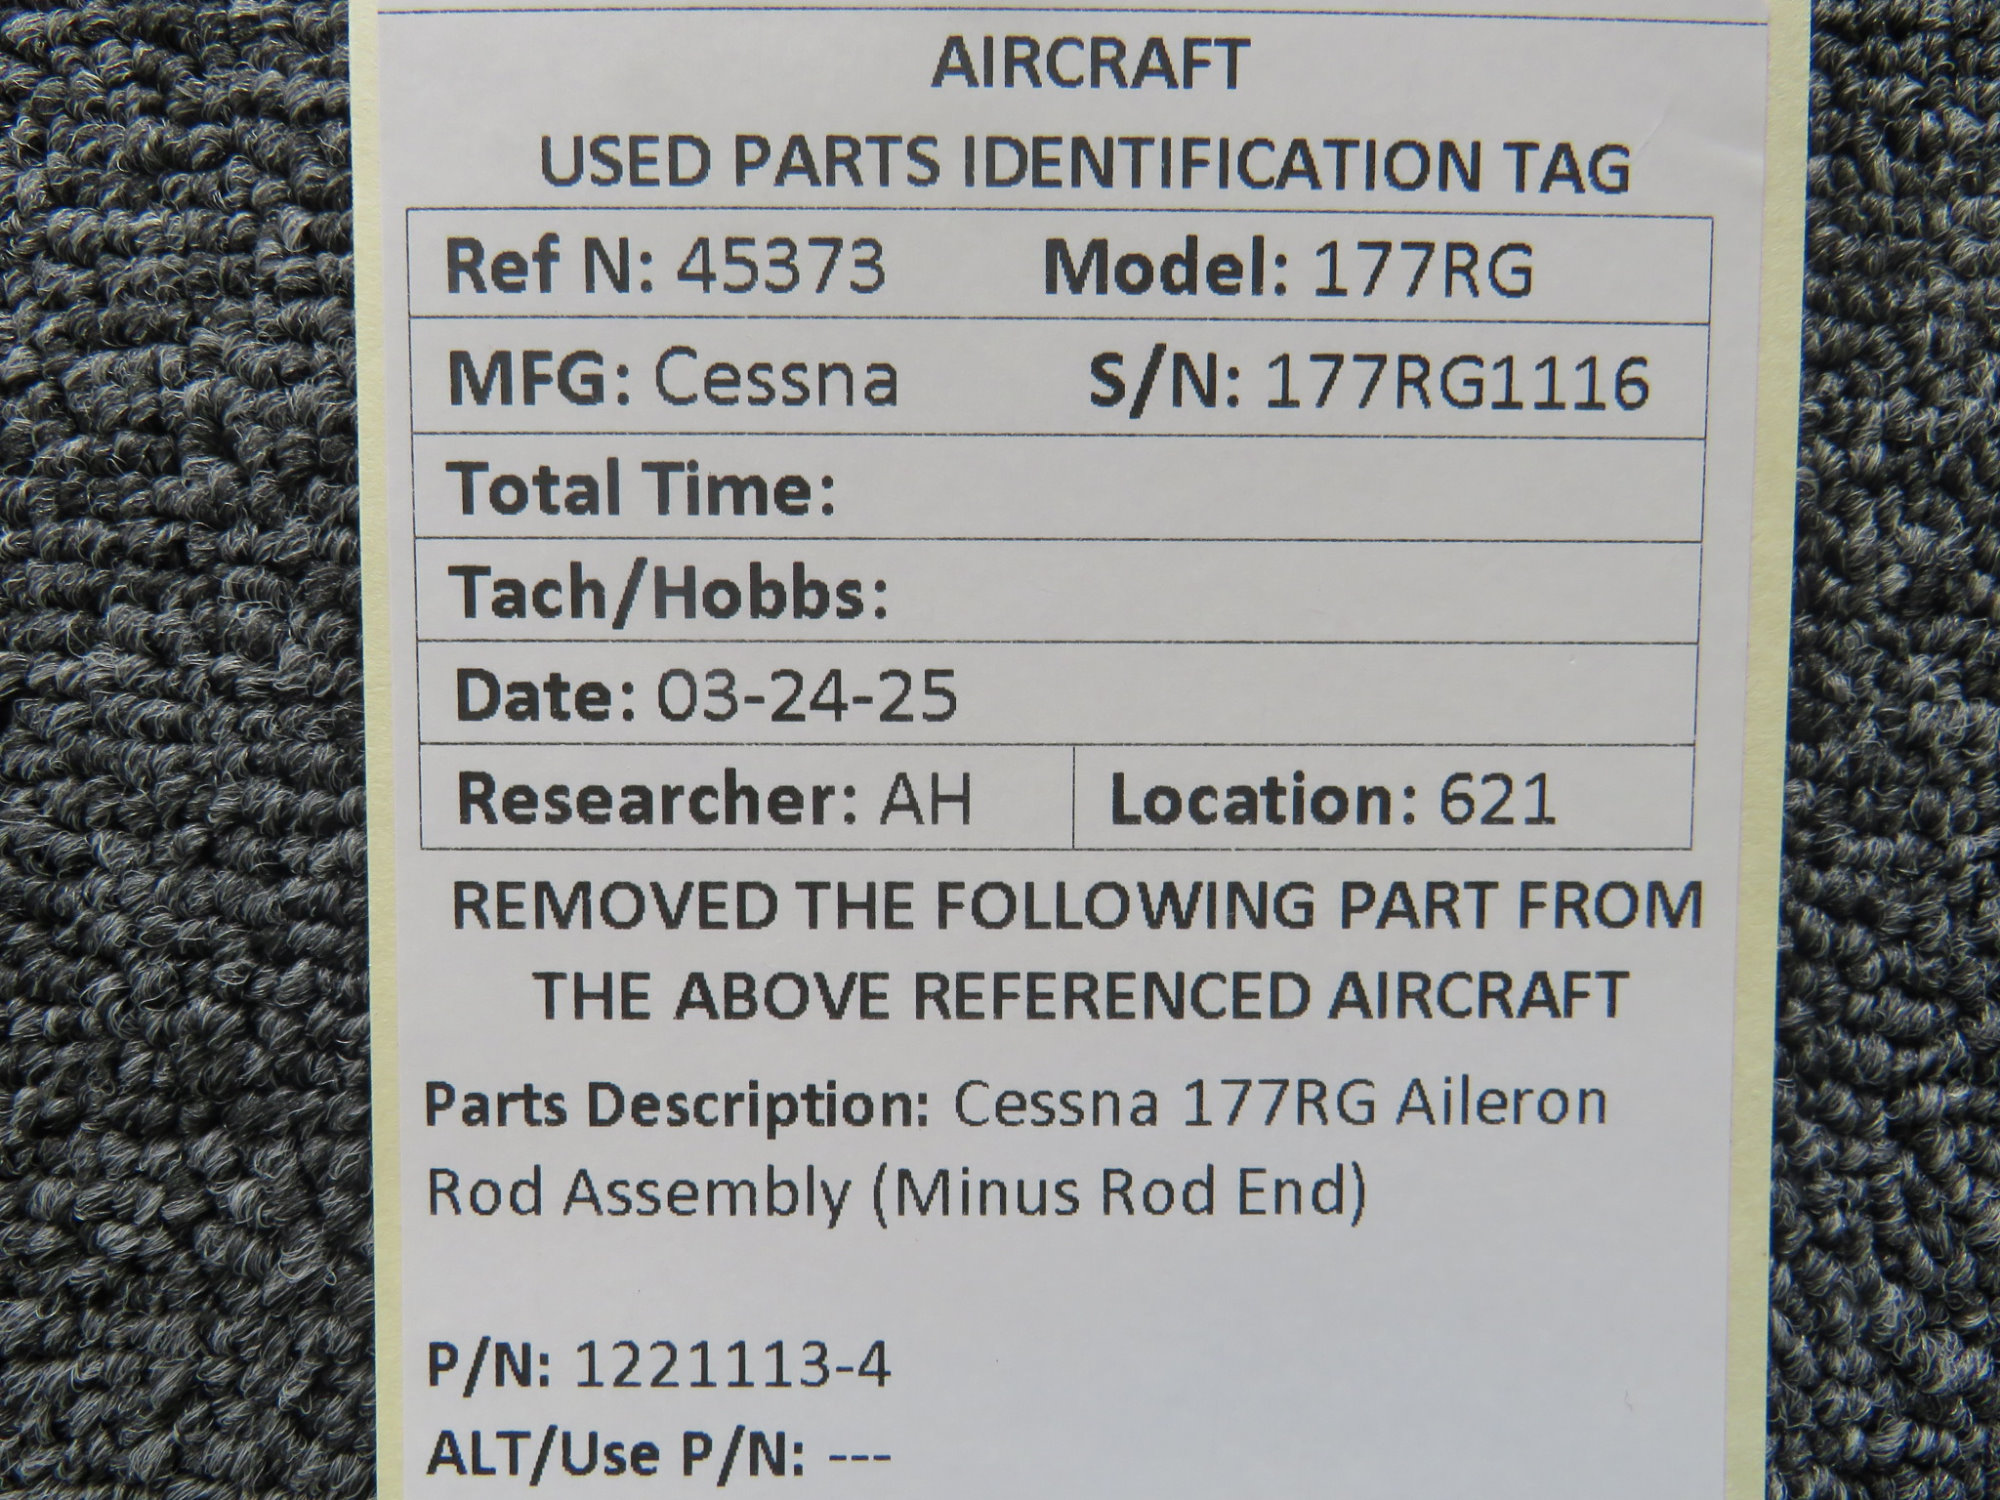 AIRCRAFT
USED PARTS IDENTIFICATION TAG
Ref N: 45373 Model: 177RG
MFG: Cessna S/N: 177RG1116
Total Time:
Tach/Hobbs:
Date: 03-24-25
Researcher: AH Location: 621
REMOVED THE FOLLOWING PART FROM
THE ABOVE REFERENCED AIRCRAFT
Parts Description: Cessna 177RG Aileron
Rod Assembly (Minus Rod End)
P/N: 1221113-4
ALT/Use P/N: ---